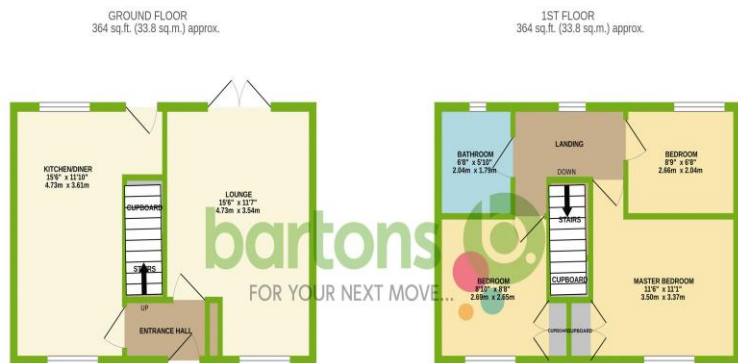 GROUND FLOOR
364 sq.ft. (33.8 sq.m.) approx.
KITCHEN/DINER
15'6" x 11'10"
4.73m x 3.61m
CUPBOARD
STAIRS
UP
LOUNGE
15'6" x 11'7"
4.73m x 3.54m
ENTRANCE HALL
1ST FLOOR
364 sq.ft. (33.8 sq.m.) approx.
BATHROOM
6'8" x 5'10"
2.04m x 1.79m
LANDING
DOWN
BEDROOM
8'9" x 6'8"
2.66m x 2.04m
STAIRS
CUPBOARD
BEDROOM
8'10" x 8'8"
2.69m x 2.65m
MASTER BEDROOM
11'6" x 11'1"
3.50m x 3.37m
CUPBOARD
CUPBOARD
bartons b.
FOR YOUR NEXT MOVE...